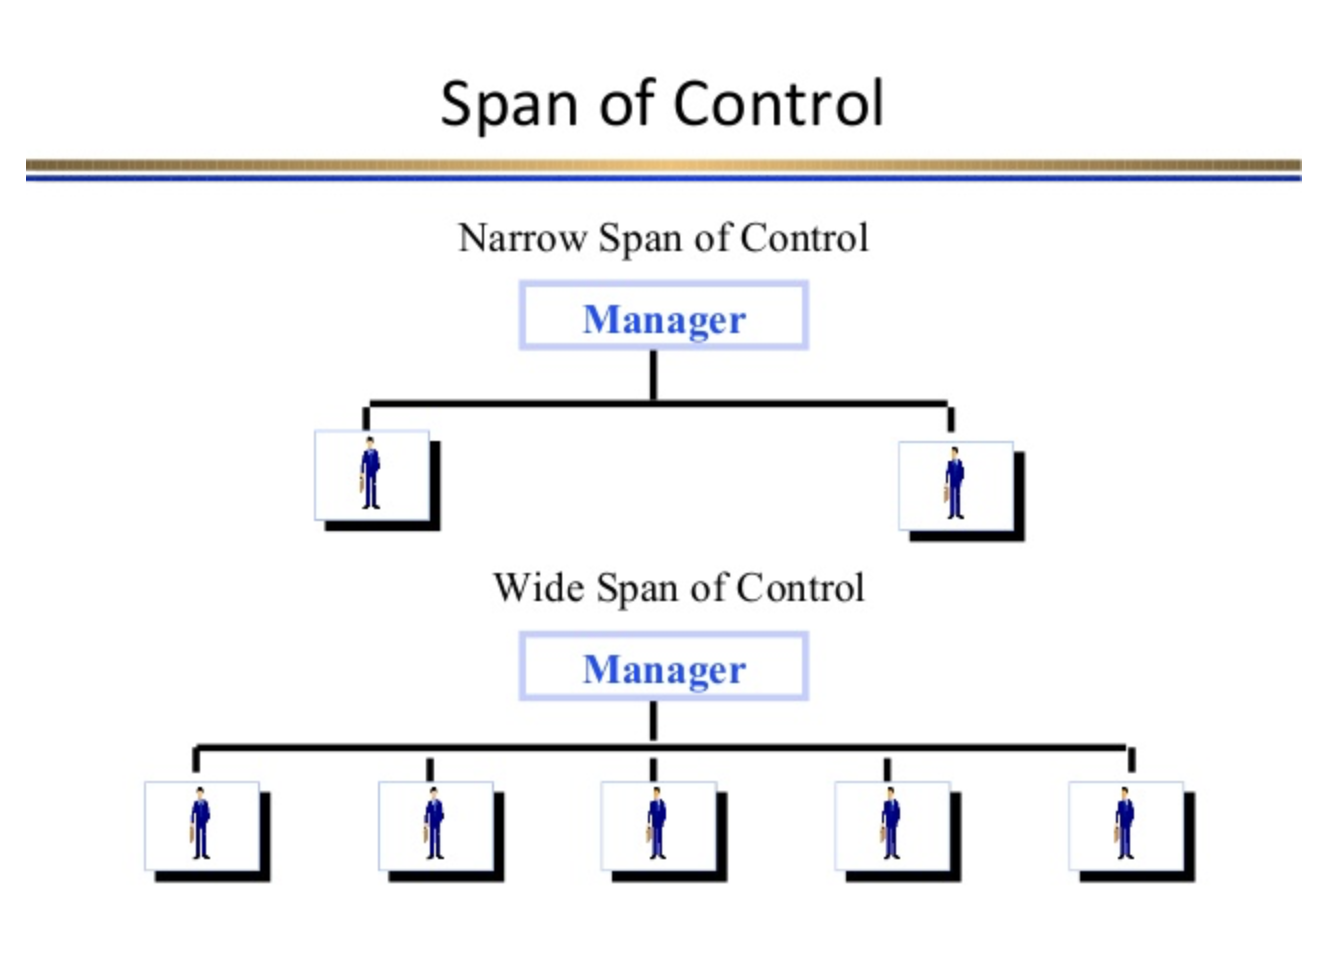 Span of Control
Narrow Span of Control
Manager
Wide Span of Control
Manager